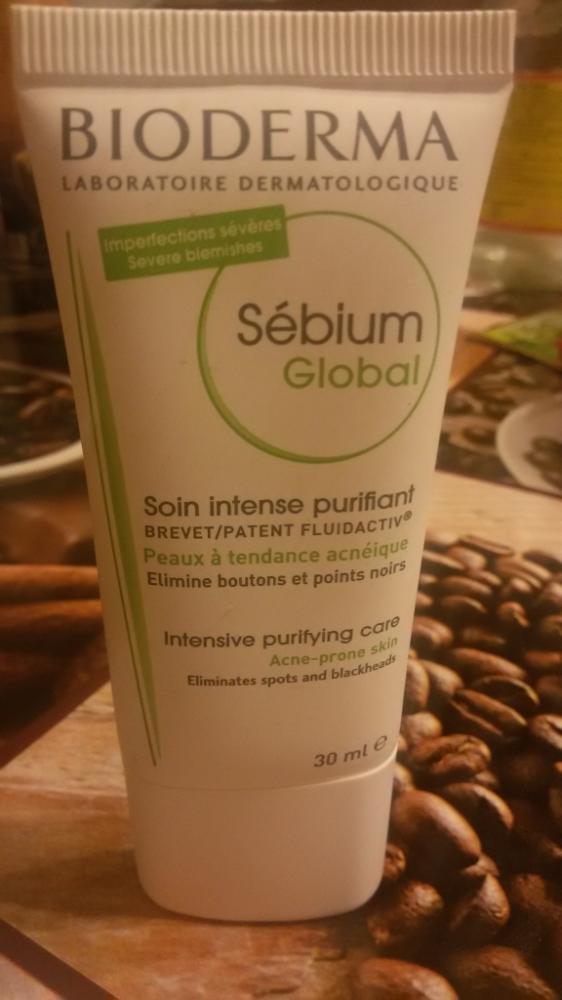 BIODERMA
LABORATOIRE DERMATOLOGIQUE
Imperfections sévères
Severe blemishes
Sébium
Global
Soin intense purifiant
BREVET/PATENT FLUIDACTIV®
Peaux à tendance acnéique
Elimine boutons et points noirs
Intensive purifying care
Acne-prone skin
Eliminates spots and blackheads
30 ml ℮